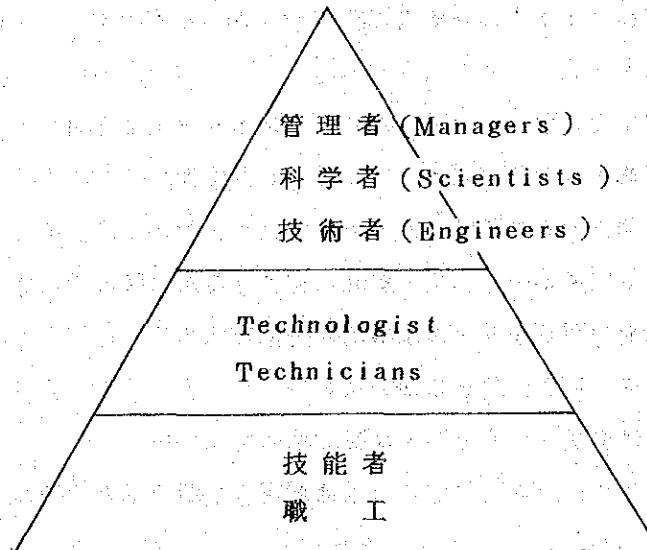 管理者(Managers)
科学者(Scientists)
技術者(Engineers)
Technologist
Technicians
技能者
職工